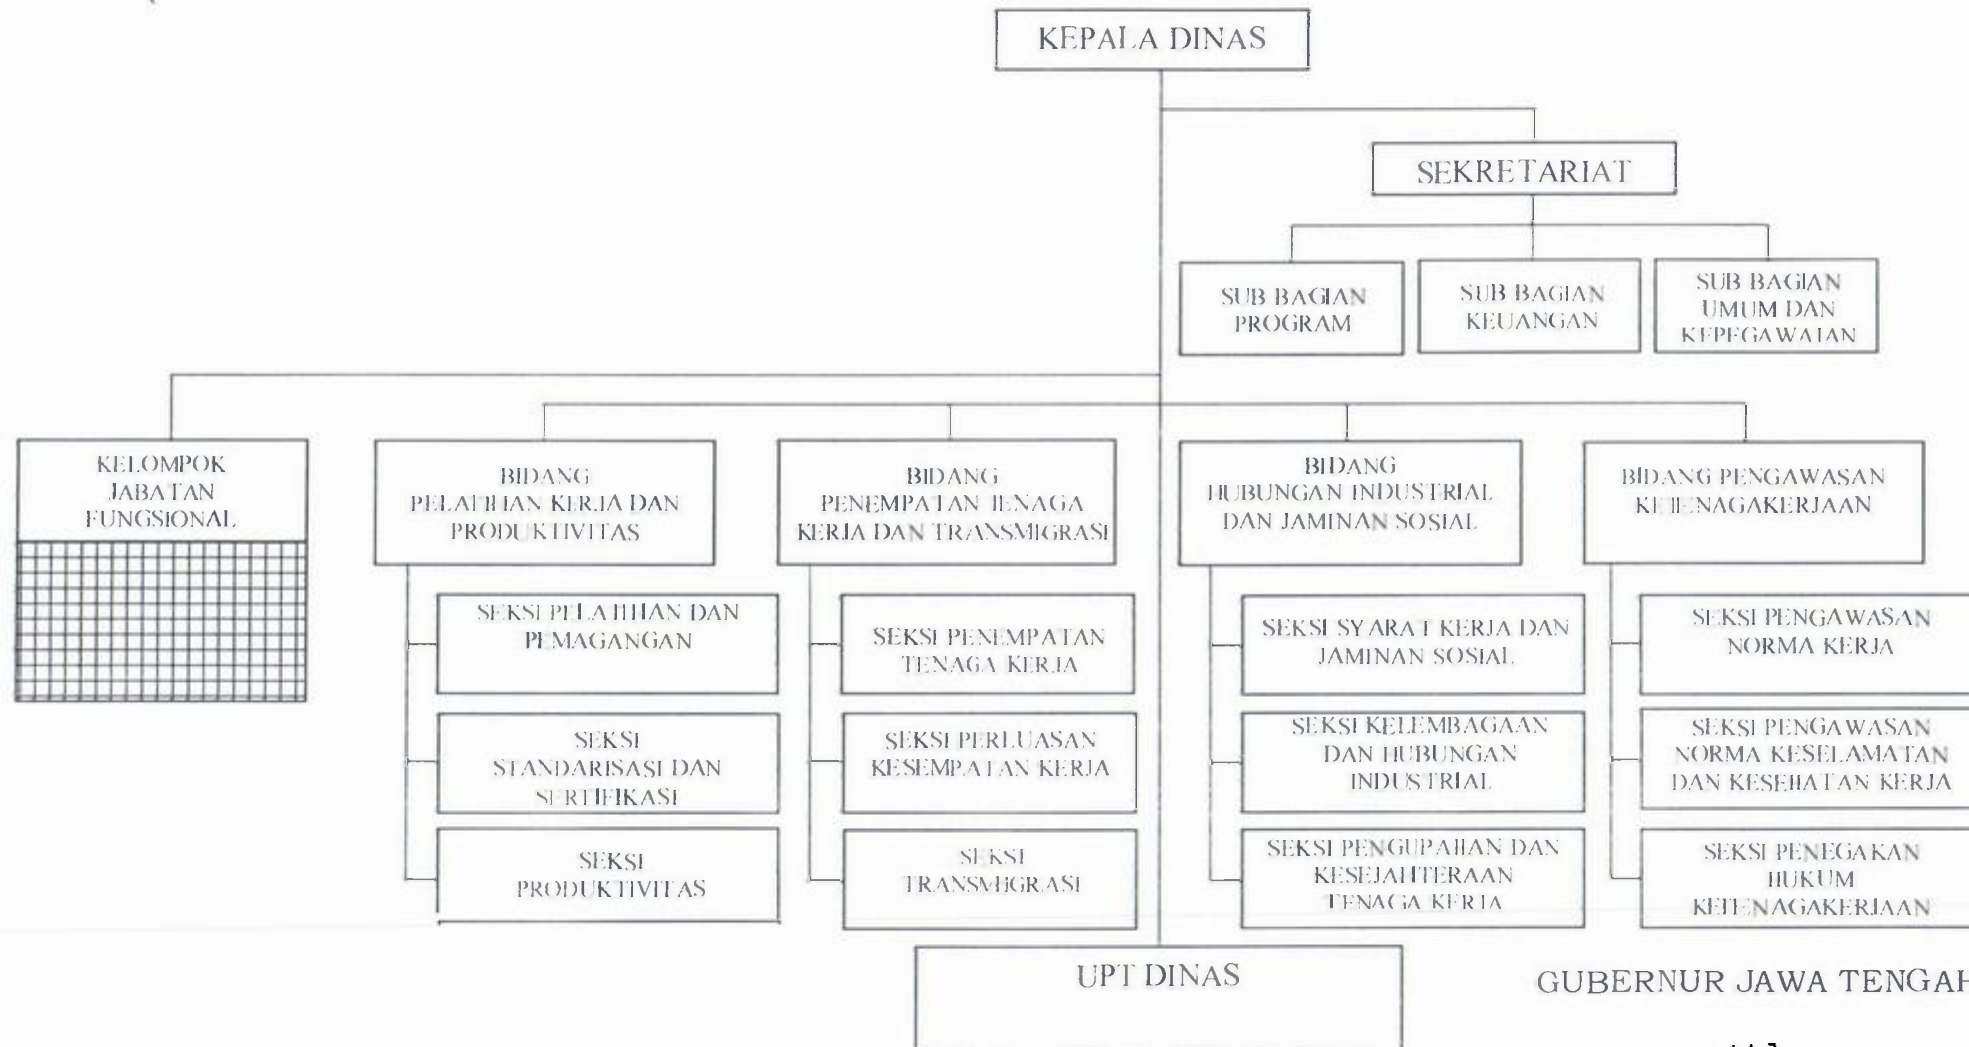 KEPALA DINAS
SEKRETARIAT
SUB BAGIAN
PROGRAM
SUB BAGIAN
KEUANGAN
SUB BAGIAN
UMUM DAN
KEPEGAWAIAN
KELOMPOK
JABATAN
FUNGSIONAL
BIDANG
PELATIHAN KERJA DAN
PRODUKTIVITAS
BIDANG
PENEMPATAN TENAGA
KERJA DAN TRANSMIGRASI
BIDANG
HUBUNGAN INDUSTRIAL
DAN JAMINAN SOSIAL
BIDANG PENGAWASAN
KETENAGAKERJAAN
SEKSI PELATIHAN DAN
PEMAGANGAN
SEKSI
STANDARISASI DAN
SERTIFIKASI
SEKSI
PRODUKTIVITAS
SEKSI PENEMPATAN
TENAGA KERJA
SEKSI PERLUASAN
KESEMPATAN KERJA
SEKSI
TRANSMIGRASI
SEKSI SYARAT KERJA DAN
JAMINAN SOSIAL
SEKSI KELEMBAGAAN
DAN HUBUNGAN
INDUSTRIAL
SEKSI PENGUPAHAN DAN
KESEJAHTERAAN
TENAGA KERJA
SEKSI PENGAWASAN
NORMA KERJA
SEKSI PENGAWASAN
NORMA KESELAMATAN
DAN KESEHATAN KERJA
SEKSI PENEGAKAN
HUKUM
KETENAGAKERJAAN
UPT DINAS
GUBERNUR JAWA TENGAH